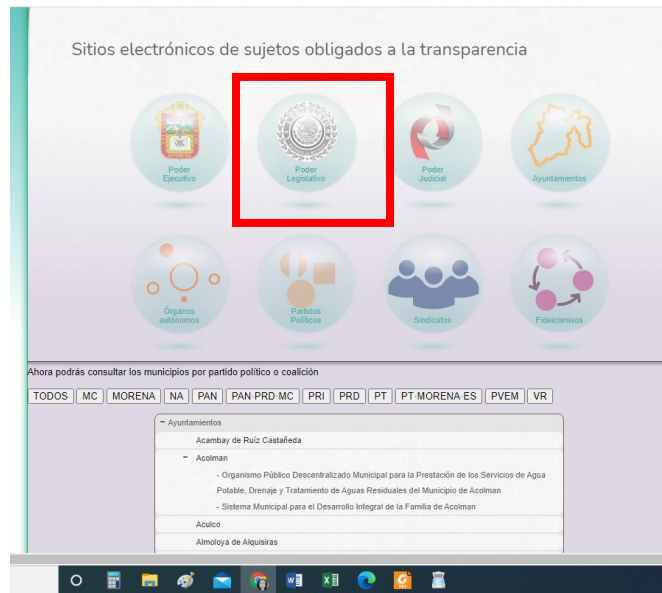 Sitios electrónicos de sujetos obligados a la transparencia
Poder
Ejecutivo
Poder
Legislativo
Poder
Judicial
Ayuntamientos
Órganos
autónomos
Partidos
Políticos
Sindicatos
Fideicomisos
Ahora podrás consultar los municipios por partido político o coalición
TODOS MC MORENA NA PAN PAN-PRD-MC PRI PRD PT PT-MORENA-ES PVEM VR
− Ayuntamientos
Acambay de Ruíz Castañeda
− Acolman
- Organismo Público Descentralizado Municipal para la Prestación de los Servicios de Agua
Potable, Drenaje y Tratamiento de Aguas Residuales del Municipio de Acolman
- Sistema Municipal para el Desarrollo Integral de la Familia de Acolman
Aculco
Almoloya de Alquisiras